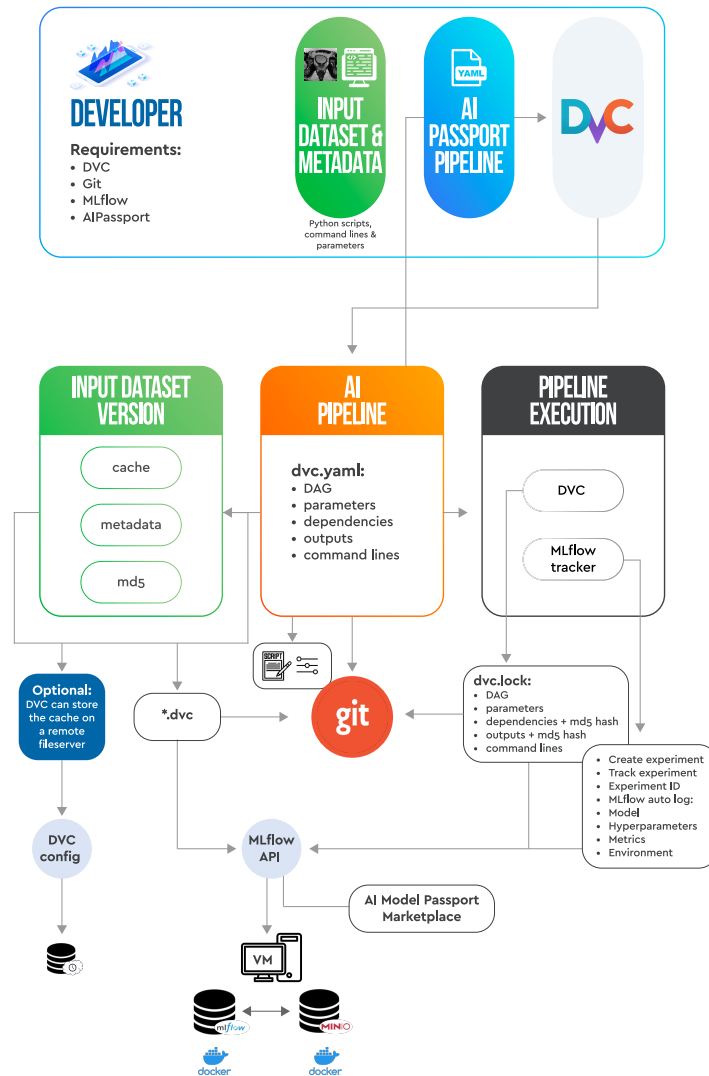 DEVELOPER
Requirements:
• DVC
• Git
• MLflow
• AIPassport
INPUT
DATASET &
METADATA
Python scripts,
command lines &
parameters
YAML
AI
PASSPORT
PIPELINE
DVC
INPUT DATASET
VERSION
cache
metadata
md5
AI
PIPELINE
dvc.yaml:
• DAG
• parameters
• dependencies
• outputs
• command lines
PIPELINE
EXECUTION
DVC
MLflow
tracker
SCRIPT
Optional:
DVC can store
the cache on
a remote
fileserver
*.dvc
git
dvc.lock:
• DAG
• parameters
• dependencies + md5 hash
• outputs + md5 hash
• command lines
• Create experiment
• Track experiment
• Experiment ID
• MLflow auto log:
• Model
• Hyperparameters
• Metrics
• Environment
DVC
config
MLflow
API
AI Model Passport
Marketplace
VM
mlflow
MINIO
docker
docker